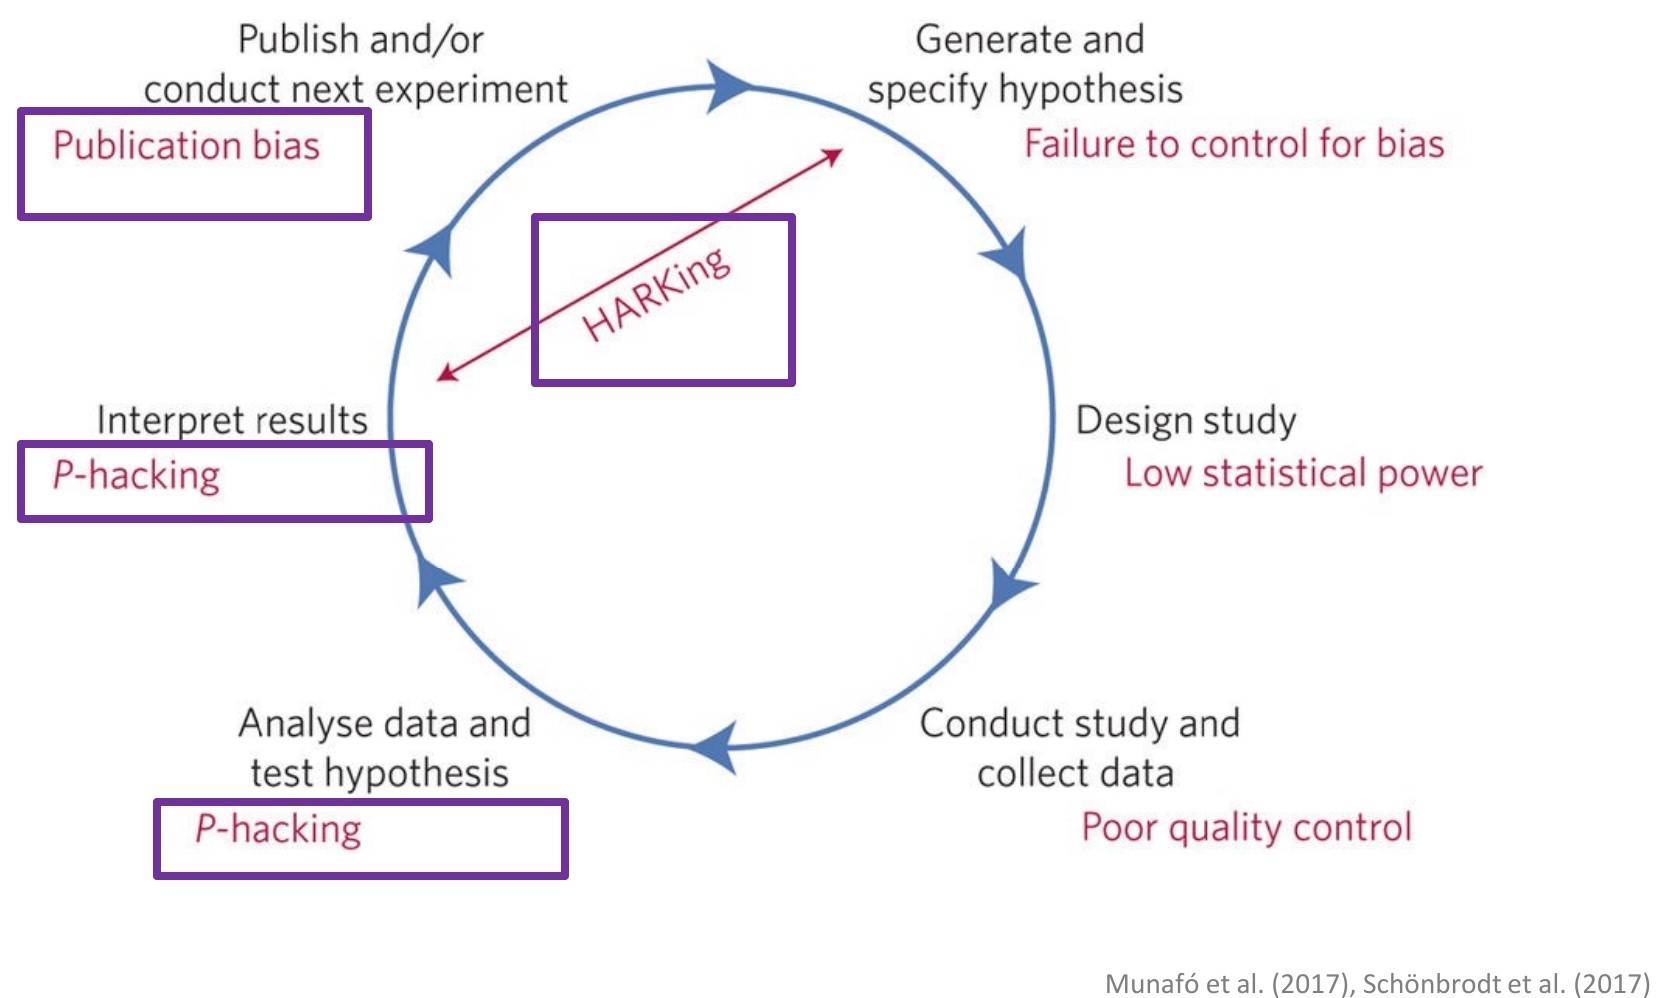 Publish and/or
conduct next experiment
Publication bias
Generate and
specify hypothesis
Failure to control for bias
HARKing
Interpret results
P-hacking
Design study
Low statistical power
Analyse data and
test hypothesis
P-hacking
Conduct study and
collect data
Poor quality control
Munafó et al. (2017), Schönbrodt et al. (2017)